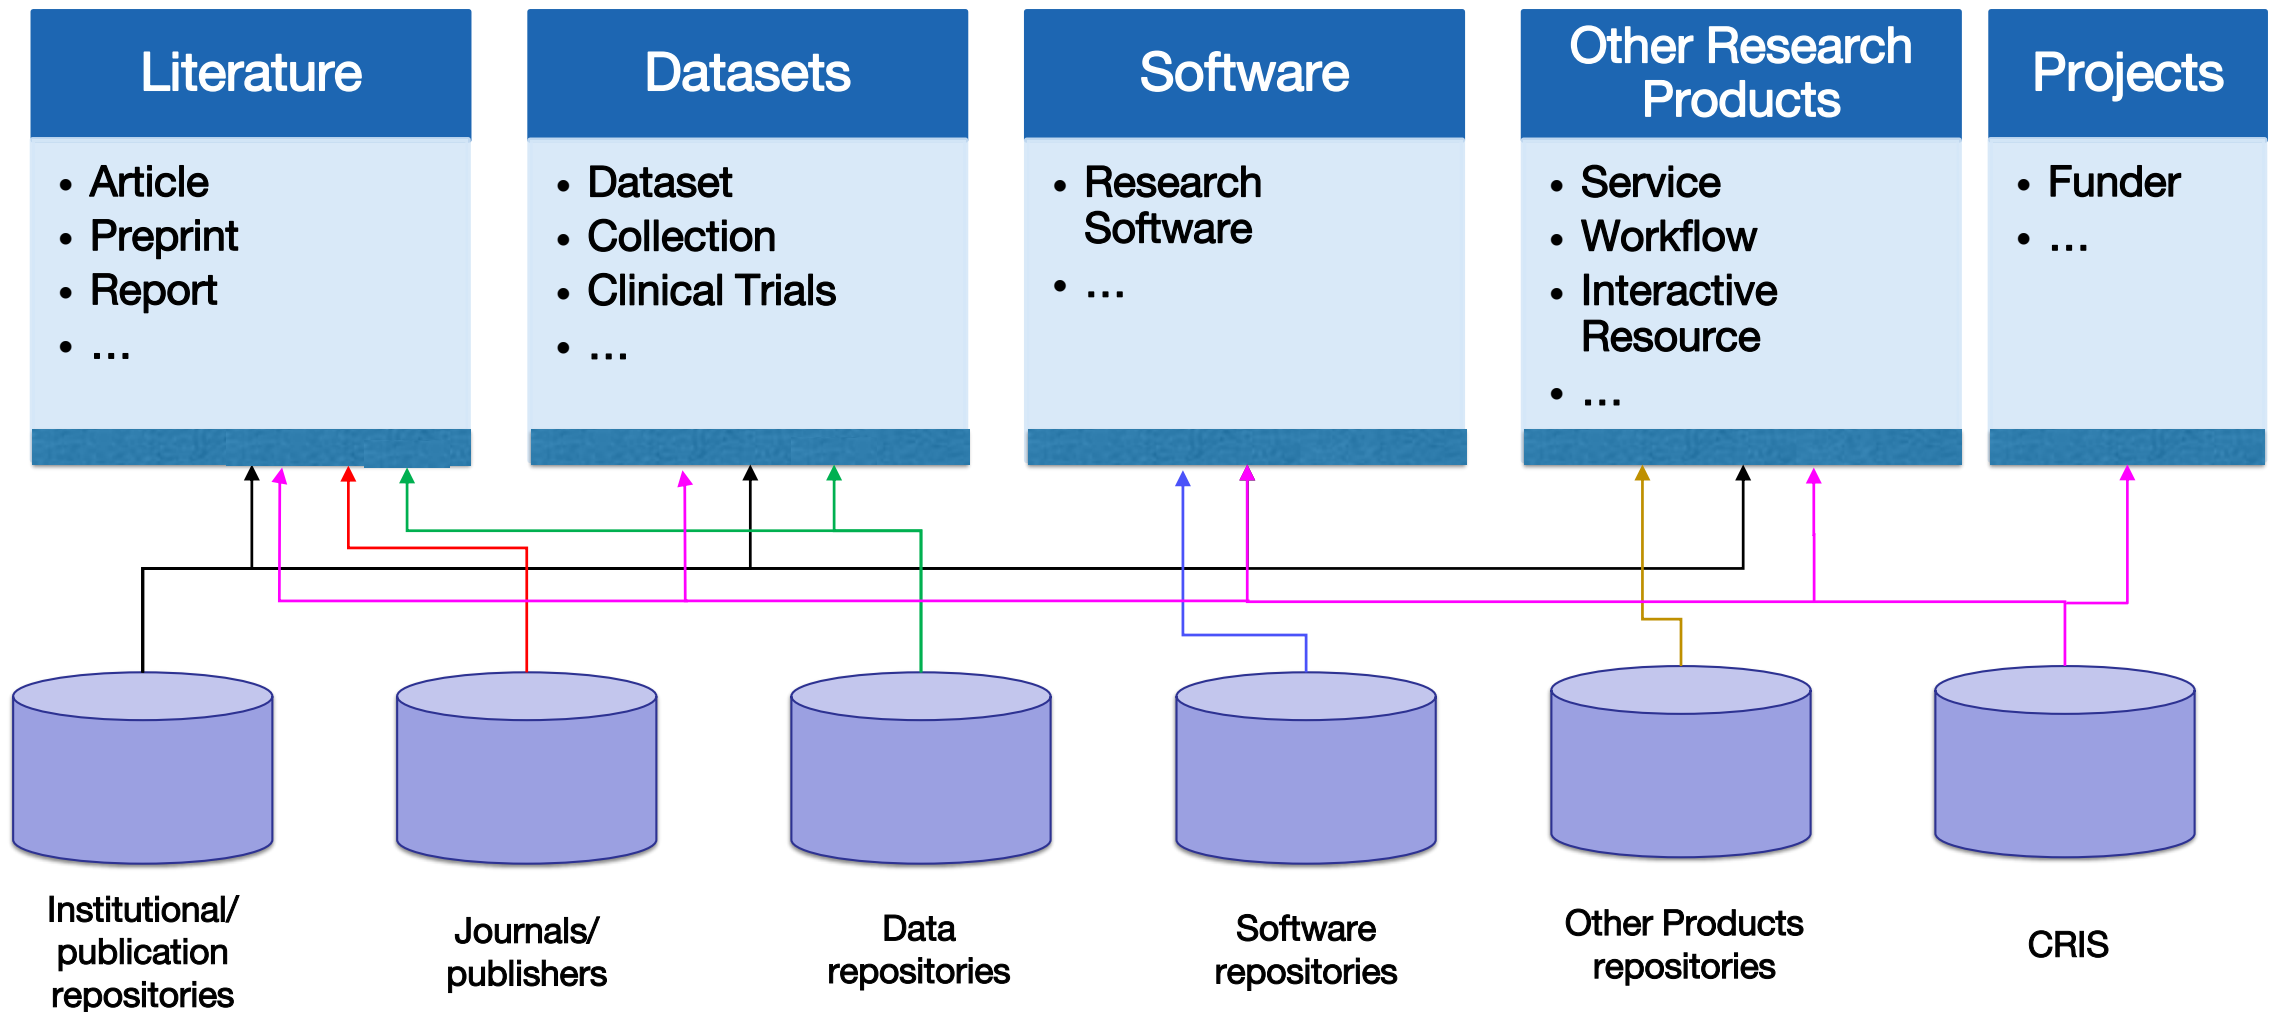 Literature
• Article
• Preprint
• Report
• ...
Datasets
• Dataset
• Collection
• Clinical Trials
• ...
Software
• Research
Software
• ...
Other Research
Products
• Service
• Workflow
• Interactive
Resource
• ...
Projects
• Funder
• ...
Institutional/
publication
repositories
Journals/
publishers
Data
repositories
Software
repositories
Other Products
repositories
CRIS